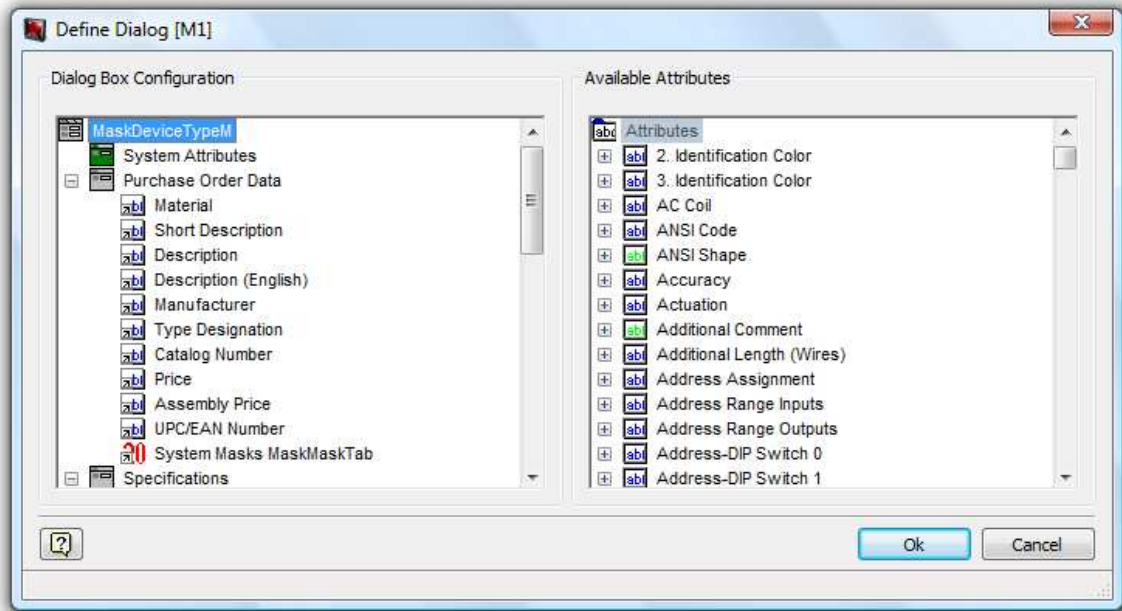 Define Dialog [M1]
Dialog Box Configuration
MaskDeviceTypeM
System Attributes
Purchase Order Data
Material
Short Description
Description
Description (English)
Manufacturer
Type Designation
Catalog Number
Price
Assembly Price
UPC/EAN Number
System Masks MaskMaskTab
Specifications
Available Attributes
Attributes
2. Identification Color
3. Identification Color
AC Coil
ANSI Code
ANSI Shape
Accuracy
Actuation
Additional Comment
Additional Length (Wires)
Address Assignment
Address Range Inputs
Address Range Outputs
Address-DIP Switch 0
Address-DIP Switch 1
Ok
Cancel